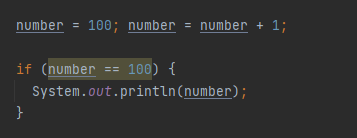 number = 100; number = number + 1;
if (number == 100) {
System.out.println(number);
}